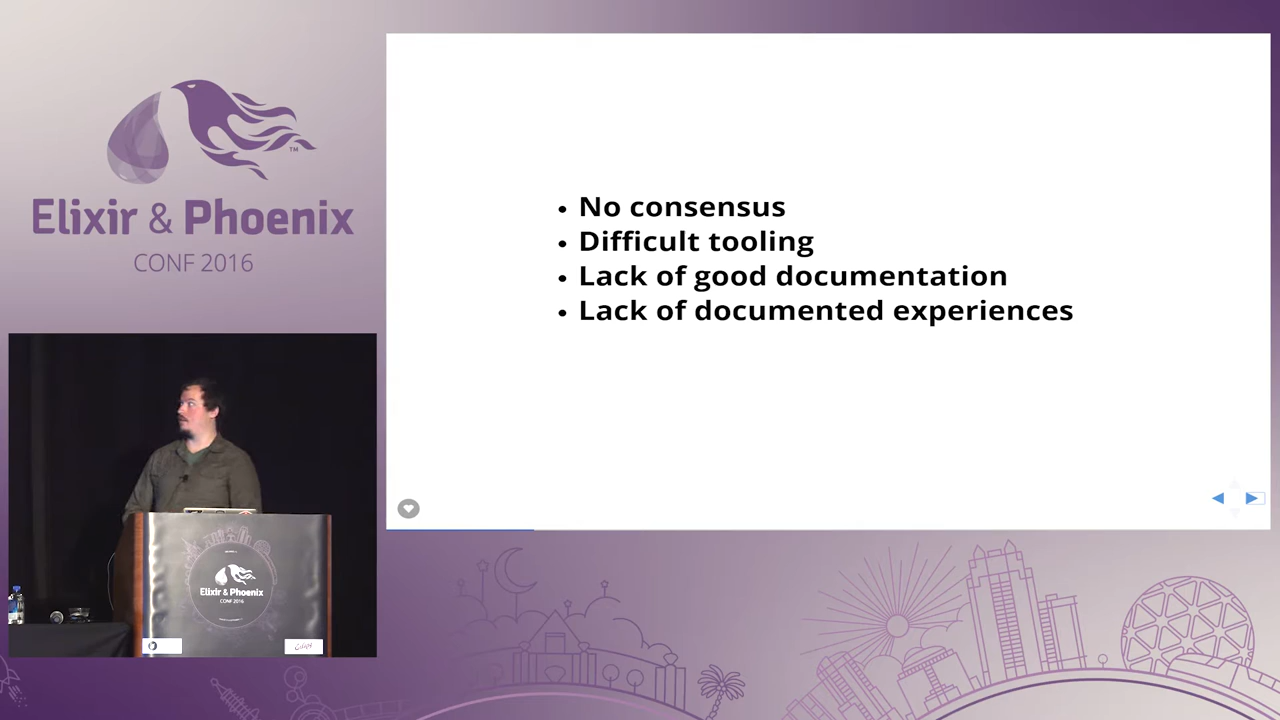 Elixir & Phoenix
CONF 2016
TM
• No consensus
• Difficult tooling
• Lack of good documentation
• Lack of documented experiences
Elixir & Phoenix
CONF 2016